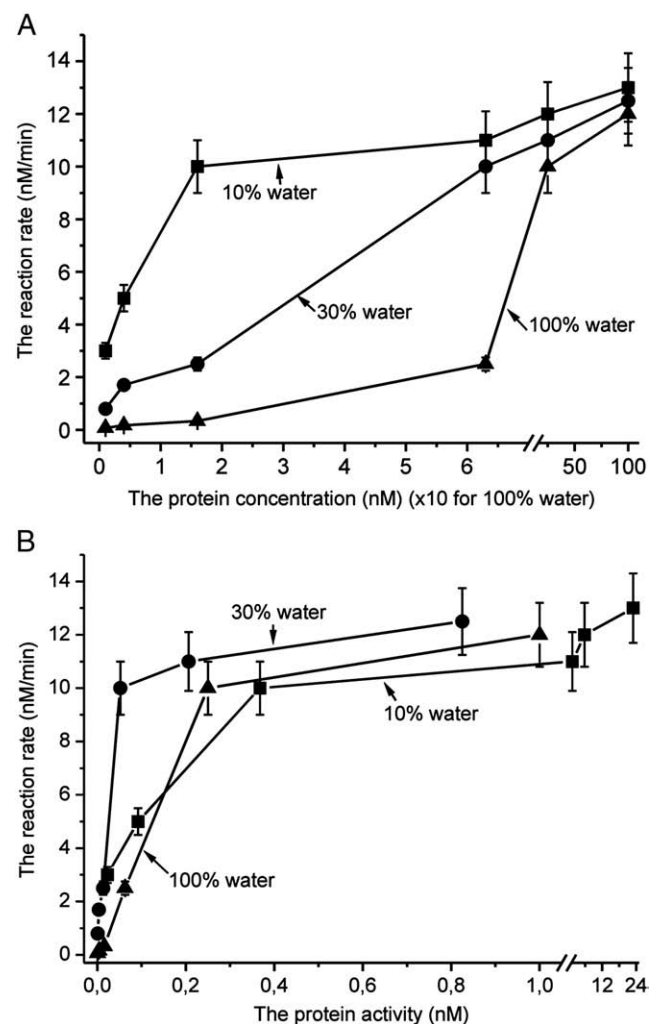 A
14
12
10
8
6
4
2
0
The reaction rate (nM/min)
10% water
30% water
100% water
0 1 2 3 4 5 6 50 100
The protein concentration (nM) (x10 for 100% water)
B
14
12
10
8
6
4
2
0
The reaction rate (nM/min)
30% water
10% water
100% water
0,0 0,2 0,4 0,6 0,8 1,0 12 24
The protein activity (nM)